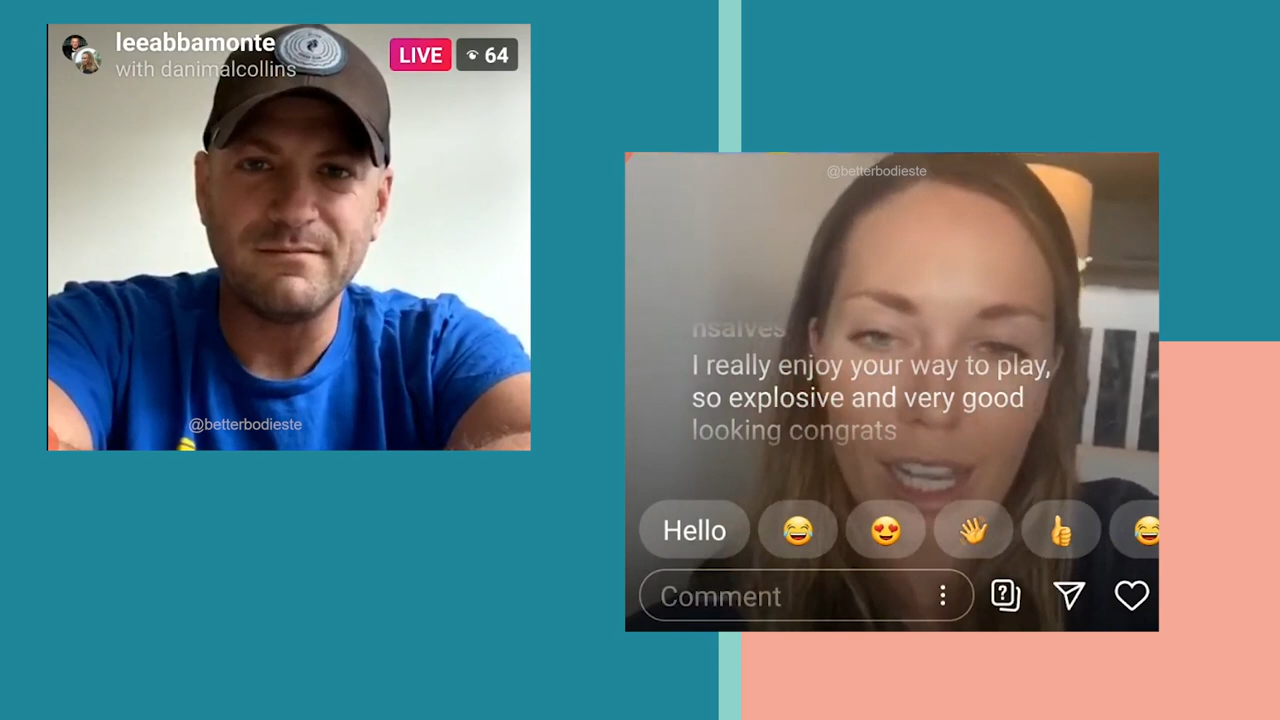 leeabbamonte
with danimalcollins
LIVE
64
@betterbodieste
@betterbodieste
nsalves
I really enjoy your way to play,
so explosive and very good
looking congrats
Hello
Comment